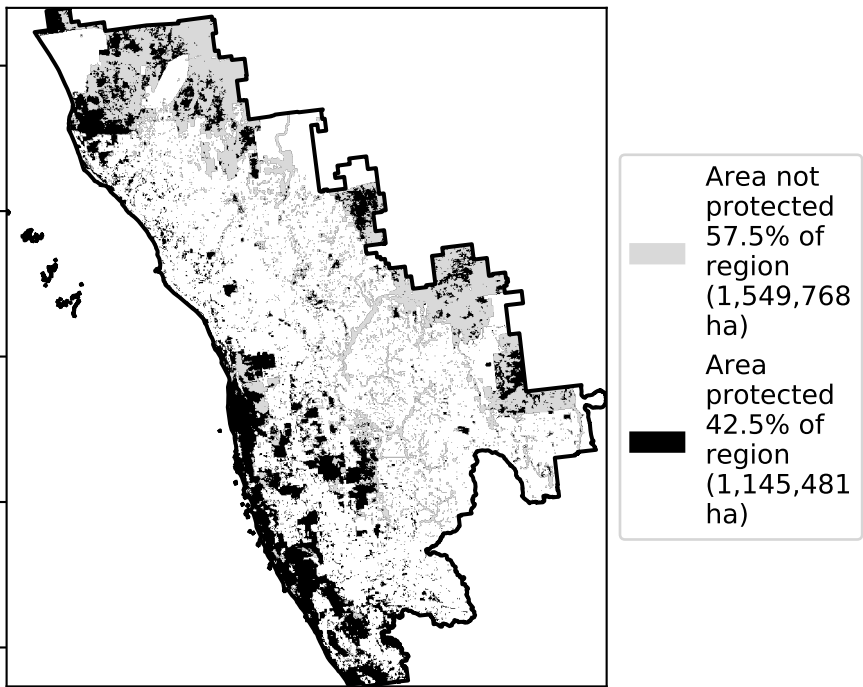 Area not
protected
57.5% of
region
(1,549,768
ha)
Area
protected
42.5% of
region
(1,145,481
ha)